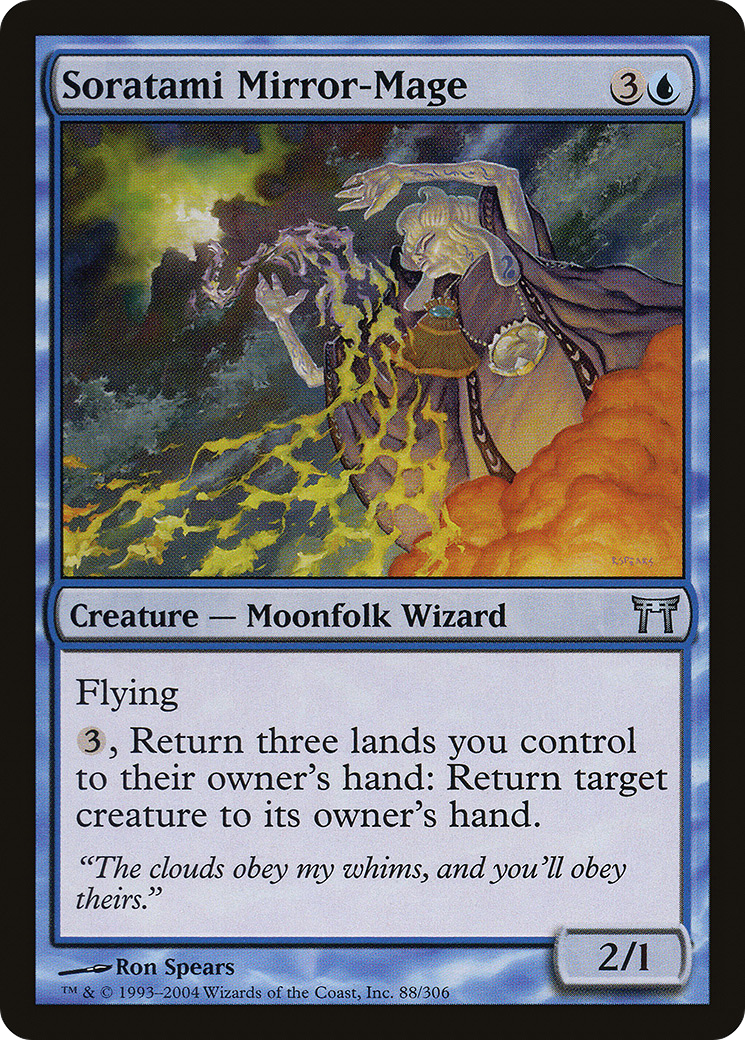 Soratami Mirror-Mage 3
R.SPEARS
Creature — Moonfolk Wizard
Flying
3, Return three lands you control
to their owner's hand: Return target
creature to its owner's hand.
“The clouds obey my whims, and you'll obey
theirs.”
2/1
Ron Spears
™ & © 1993–2004 Wizards of the Coast, Inc. 88/306